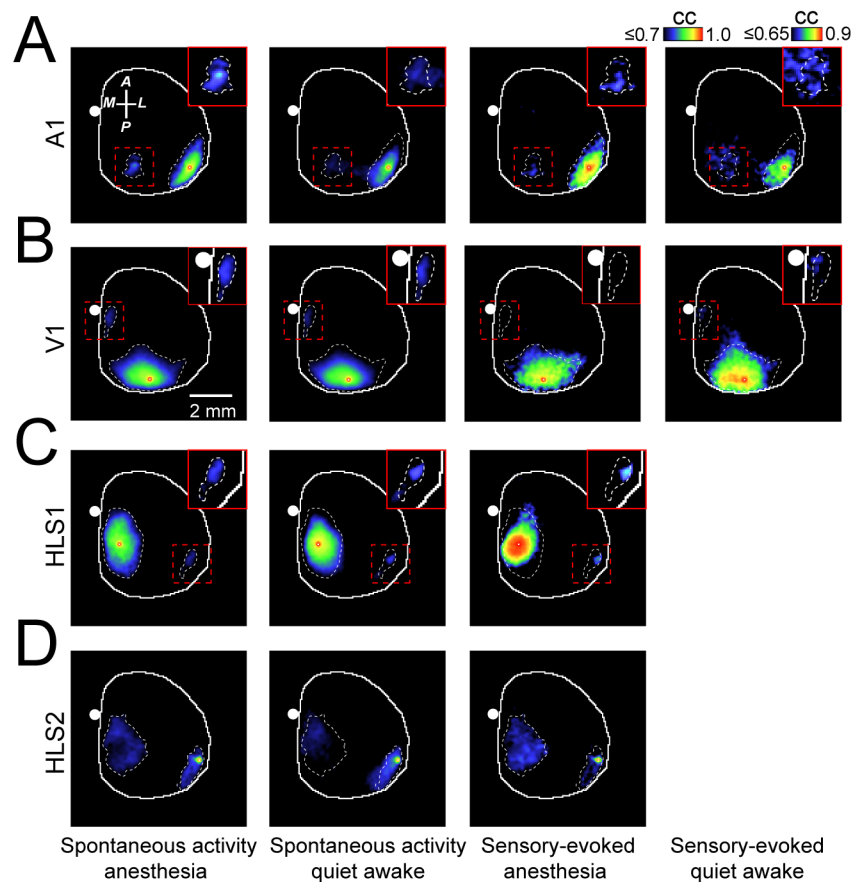 A
CC
CC
≤0.7
1.0
≤0.65
0.9
A
M
L
P
A1
B
V1
2 mm
C
HLS1
D
HLS2
Spontaneous activity
anesthesia
Spontaneous activity
quiet awake
Sensory-evoked
anesthesia
Sensory-evoked
quiet awake